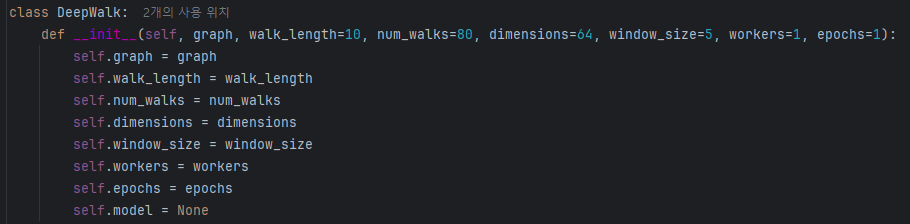 class DeepWalk: 2개의 사용 위치
    def __init__(self, graph, walk_length=10, num_walks=80, dimensions=64, window_size=5, workers=1, epochs=1):
        self.graph = graph
        self.walk_length = walk_length
        self.num_walks = num_walks
        self.dimensions = dimensions
        self.window_size = window_size
        self.workers = workers
        self.epochs = epochs
        self.model = None